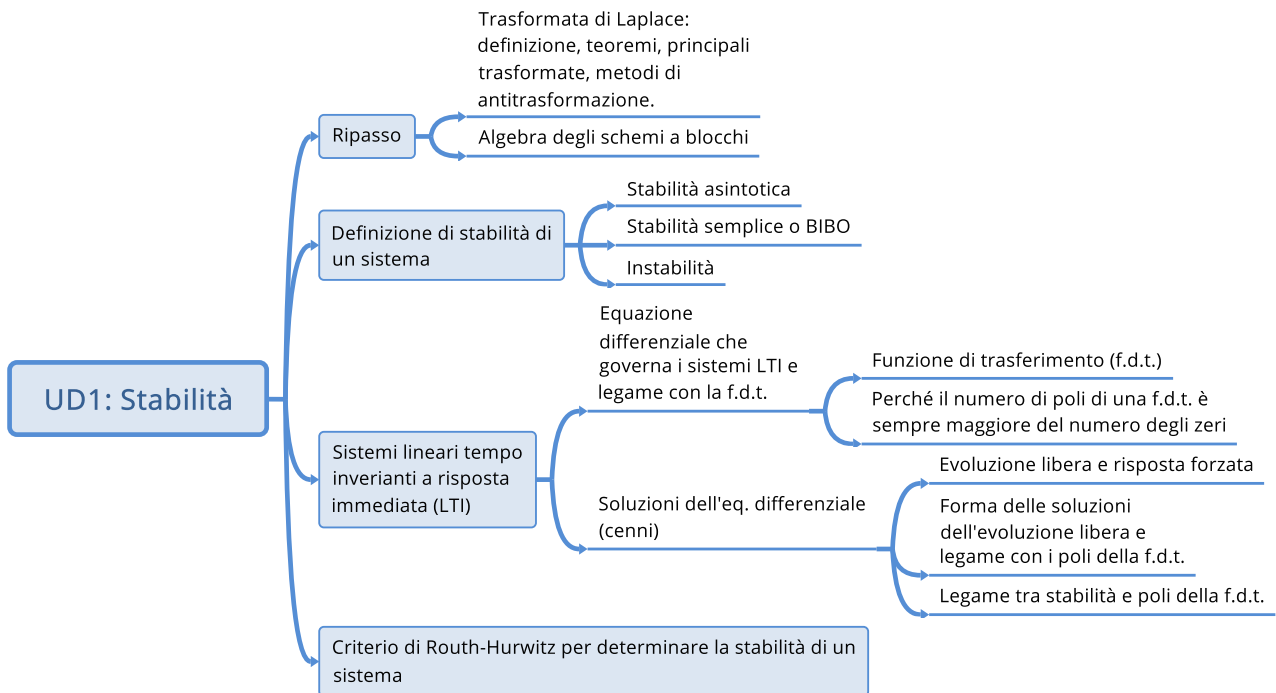 Trasformata di Laplace:
definizione, teoremi, principali
trasformate, metodi di
antitrasformazione.
Ripasso
Algebra degli schemi a blocchi
Stabilità asintotica
Definizione di stabilità di
un sistema
Stabilità semplice o BIBO
Instabilità
UD1: Stabilità
Sistemi lineari tempo
inverianti a risposta
immediata (LTI)
Equazione
differenziale che
governa i sistemi LTI e
legame con la f.d.t.
Funzione di trasferimento (f.d.t.)
Perché il numero di poli di una f.d.t. è
sempre maggiore del numero degli zeri
Soluzioni dell'eq. differenziale
(cenni)
Evoluzione libera e risposta forzata
Forma delle soluzioni
dell'evoluzione libera e
legame con i poli della f.d.t.
Legame tra stabilità e poli della f.d.t.
Criterio di Routh-Hurwitz per determinare la stabilità di un
sistema